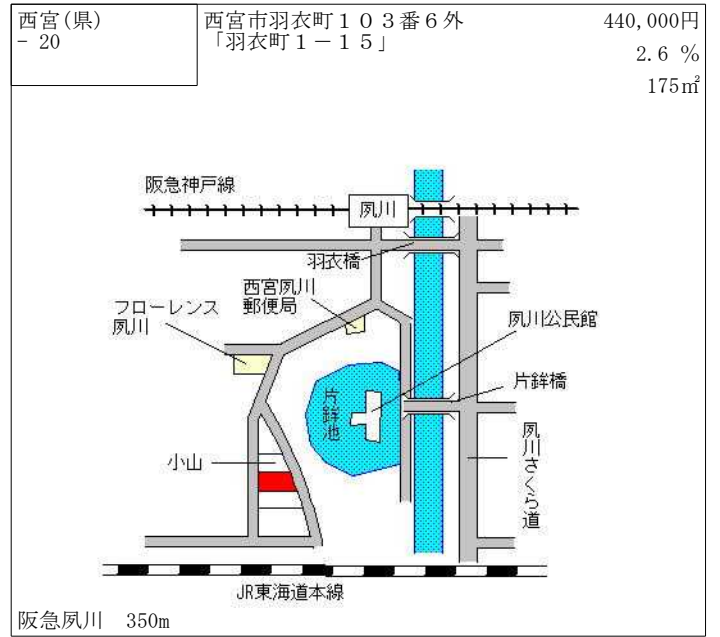 西宮(県)
- 20
西宮市羽衣町１０３番６外
「羽衣町１－１５」
440,000円
2.6 %
175㎡
阪急神戸線
夙川
羽衣橋
西宮夙川
郵便局
フローレンス
夙川
夙川公民館
片鉾池
片鉾橋
小山
夙川さくら道
JR東海道本線
阪急夙川 350m